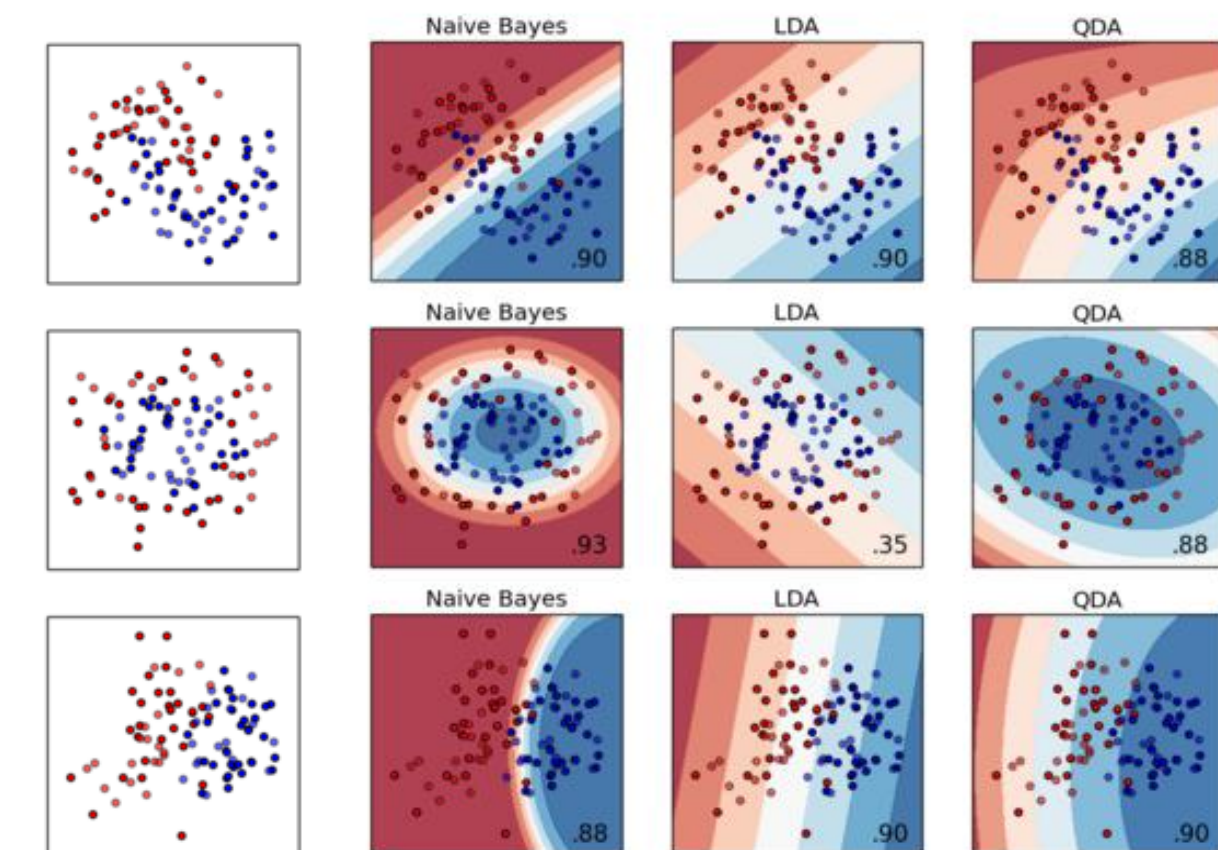 Naive Bayes LDA QDA
.90 .90 .88
Naive Bayes LDA QDA
.93 .35 .88
Naive Bayes LDA QDA
.88 .90 .90